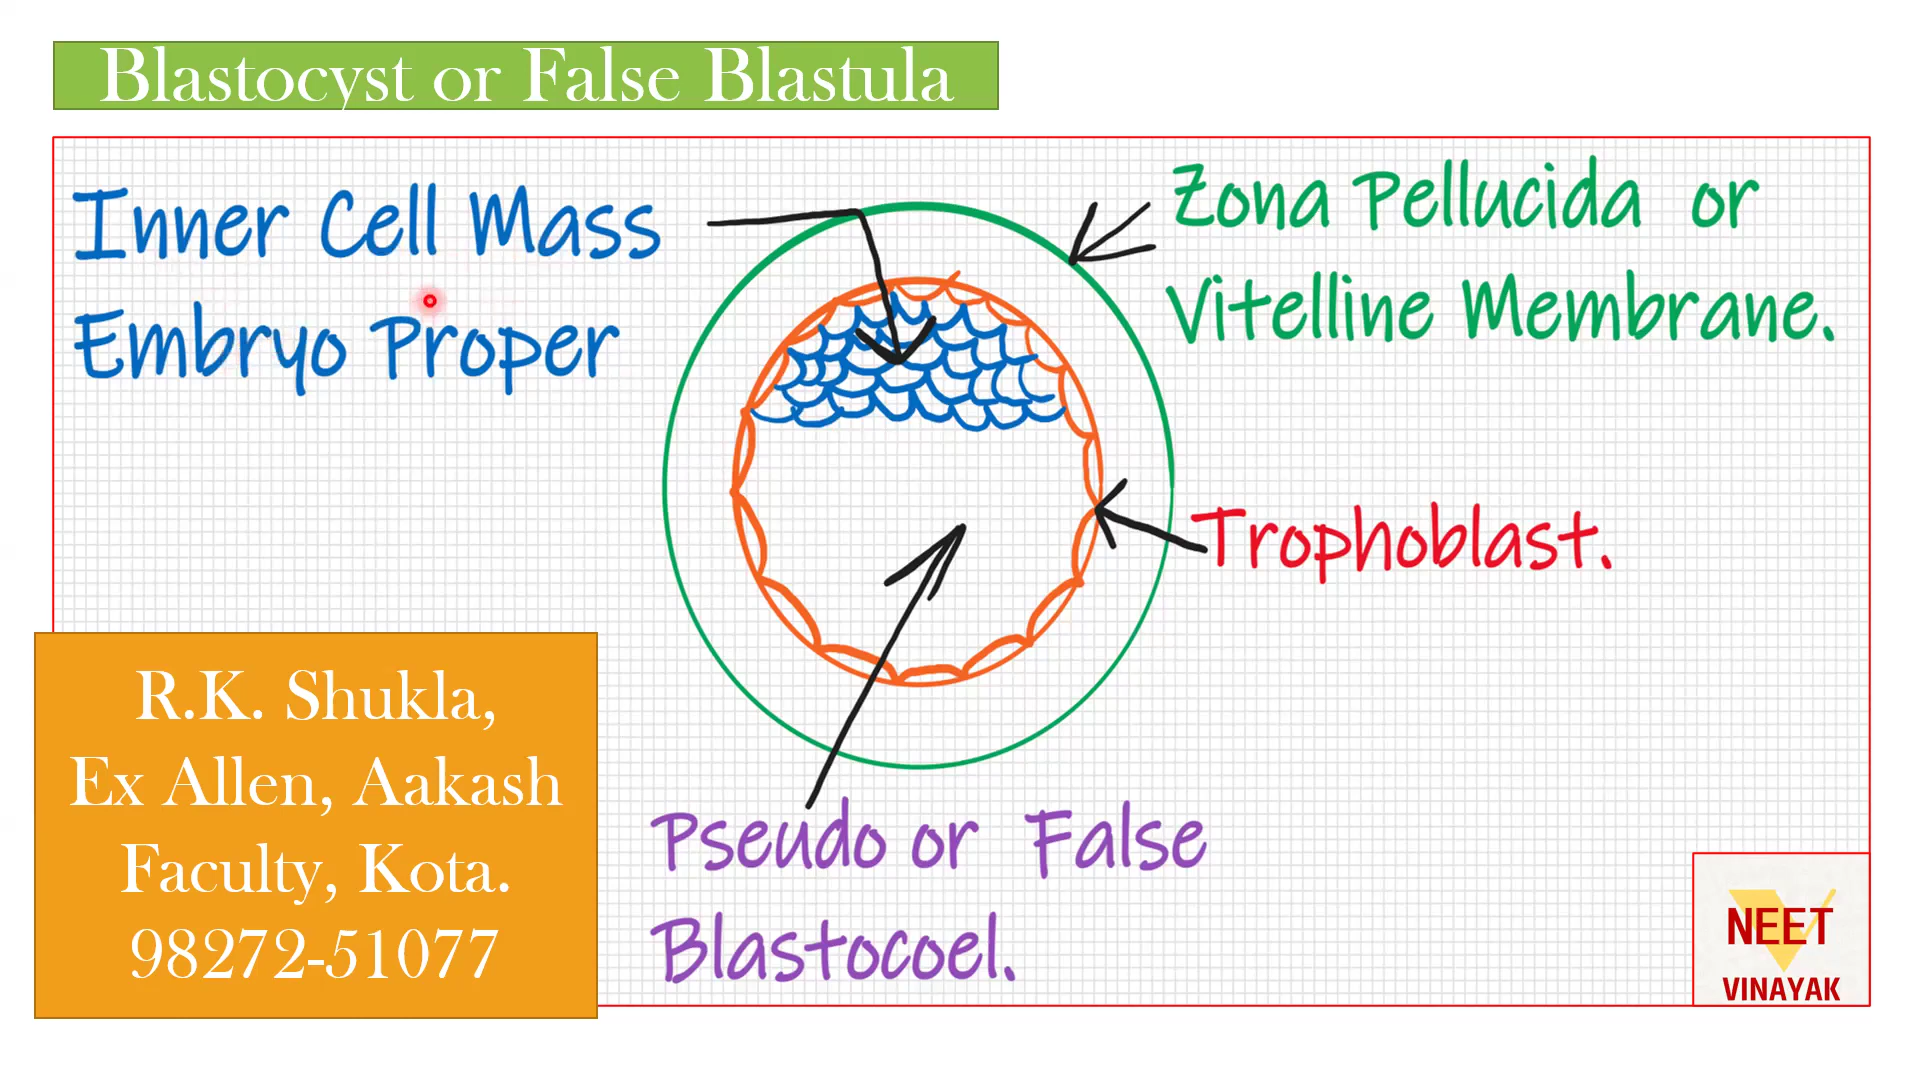 Blastocyst or False Blastula
Inner Cell Mass
Embryo Proper
Zona Pellucida or
Vitelline Membrane.
Trophoblast.
Pseudo or False
Blastocoel.
R.K. Shukla,
Ex Allen, Aakash
Faculty, Kota.
98272-51077
NEET
VINAYAK